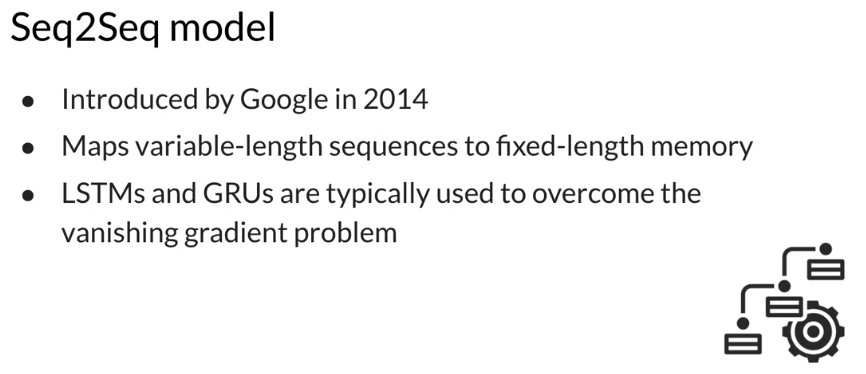 Seq2Seq model
● Introduced by Google in 2014
● Maps variable-length sequences to fixed-length memory
● LSTMs and GRUs are typically used to overcome the
vanishing gradient problem